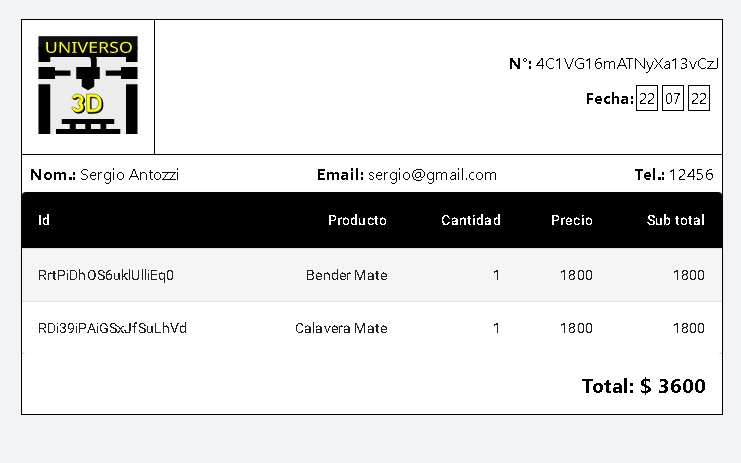 UNIVERSO
3D
N°: 4C1VG16mATNyXa13vCzJ
Fecha: 22 07 22
Nom.: Sergio Antozzi Email: sergio@gmail.com Tel.: 12456
Id Producto Cantidad Precio Sub total
RrtPiDhOS6uklUlliEq0 Bender Mate 1 1800 1800
RDi39iPAiGSxJfSuLhVd Calavera Mate 1 1800 1800
Total: $ 3600